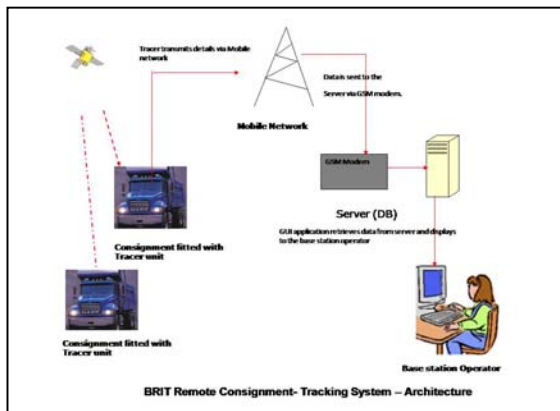 Tracer transmits details via Mobile
network
Data is sent to the
Server via GSM modem.
Mobile Network
GSM Modem
Server (DB)
GUI application retrieves data from server and displays
to the base station operator
Consignment fitted with
Tracer unit
Consignment fitted with
Tracer unit
Base station Operator
BRIT Remote Consignment- Tracking System – Architecture